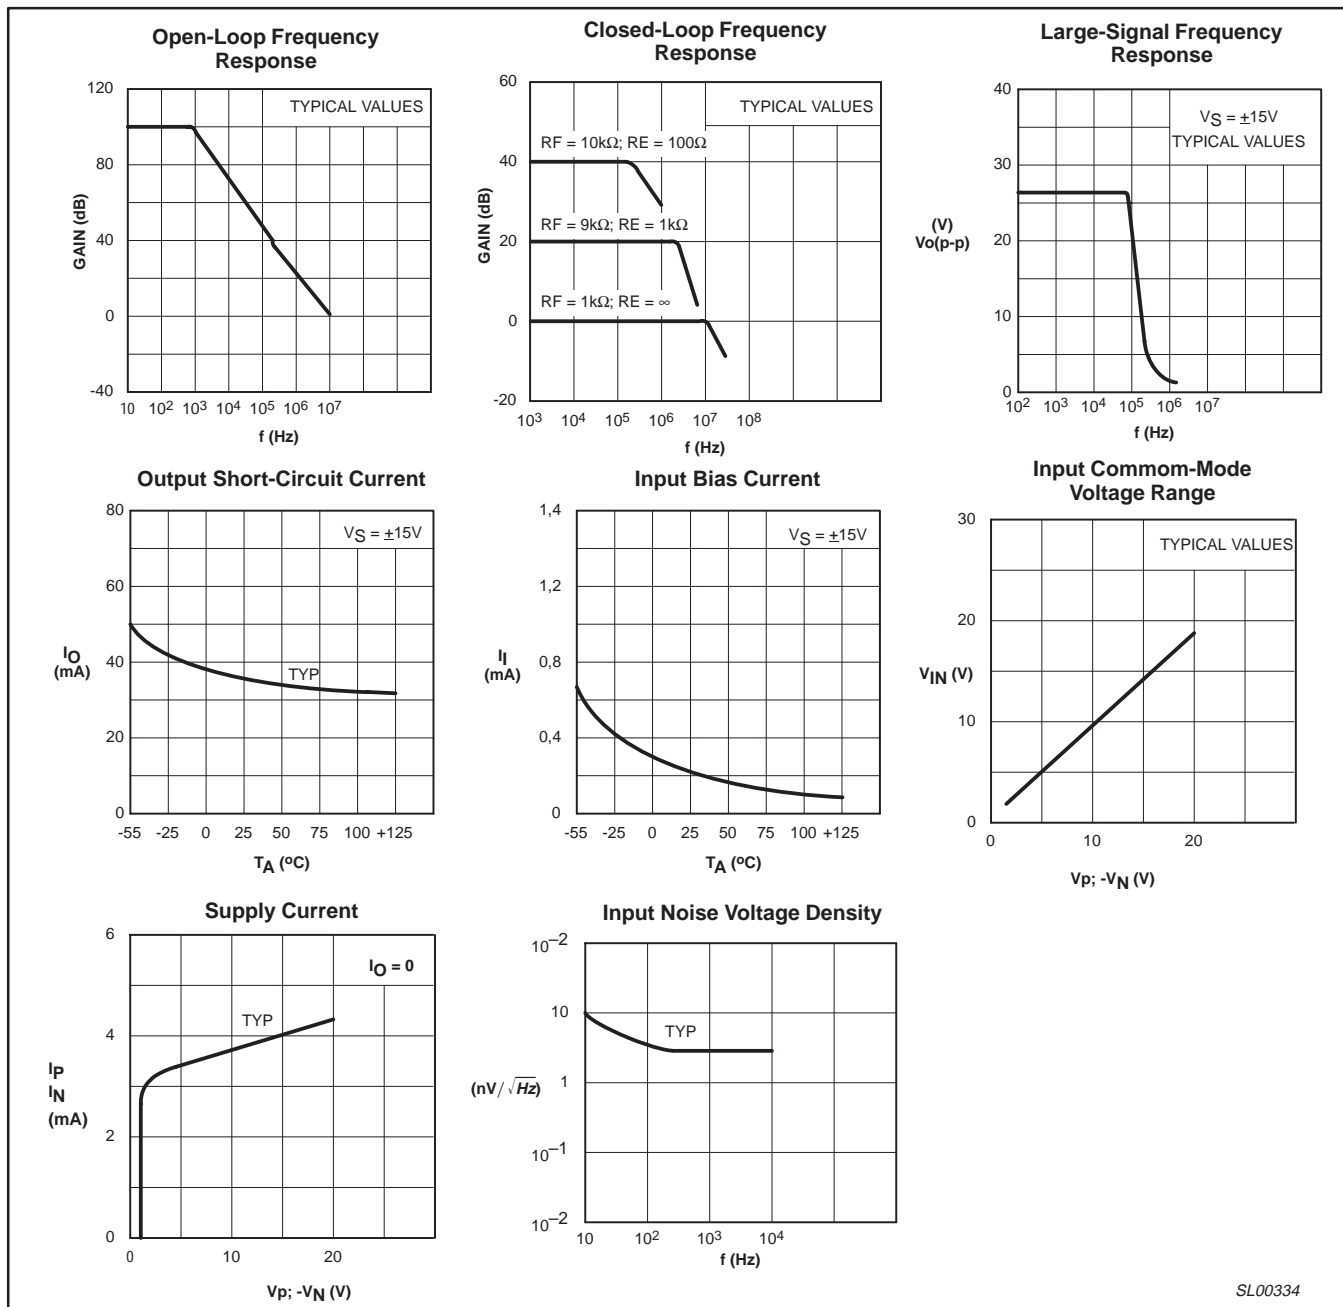 Open-Loop Frequency
Response
120
80
40
0
-40
GAIN (dB)
TYPICAL VALUES
10 10² 10³ 10⁴ 10⁵ 10⁶ 10⁷
f (Hz)
Closed-Loop Frequency
Response
60
40
20
0
-20
GAIN (dB)
TYPICAL VALUES
RF = 10kΩ; RE = 100Ω
RF = 9kΩ; RE = 1kΩ
RF = 1kΩ; RE = ∞
10³ 10⁴ 10⁵ 10⁶ 10⁷ 10⁸
f (Hz)
Large-Signal Frequency
Response
40
30
20
10
0
(V)
Vo(p-p)
VS = ±15V
TYPICAL VALUES
10² 10³ 10⁴ 10⁵ 10⁶ 10⁷
f (Hz)
Output Short-Circuit Current
80
60
40
20
0
IO
(mA)
VS = ±15V
TYP
-55 -25 0 25 50 75 100 +125
TA (oC)
Input Bias Current
1,4
1,2
0,8
0,4
0
II
(mA)
VS = ±15V
-55 -25 0 25 50 75 100 +125
TA (oC)
Input Commom-Mode
Voltage Range
30
20
10
0
VIN (V)
TYPICAL VALUES
0 10 20
Vp; -VN (V)
Supply Current
6
4
2
0
IP
IN
(mA)
IO = 0
TYP
0 10 20
Vp; -VN (V)
Input Noise Voltage Density
10⁻²
10
1
10⁻¹
10⁻²
(nV/√Hz)
TYP
10 10² 10³ 10⁴
f (Hz)
SL00334